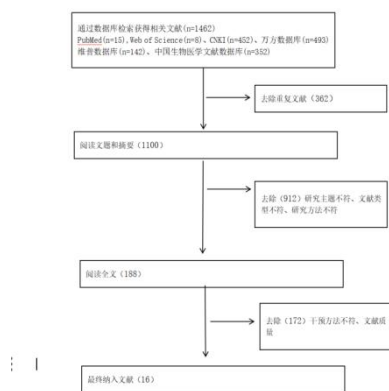 通过数据库检索获得相关文献(n=1462)
PubMed(n=15),Web of Science(n=8)、CNKI(n=452)、万方数据库(n=493)
维普数据库(n=142)、中国生物医学文献数据库(n=352)
去除重复文献(362)
阅读文题和摘要(1100)
去除(912)研究主题不符、文献类
型不符、研究方法不符
阅读全文(188)
去除(172)干预方法不符、文献质
量
最终纳入文献(16)